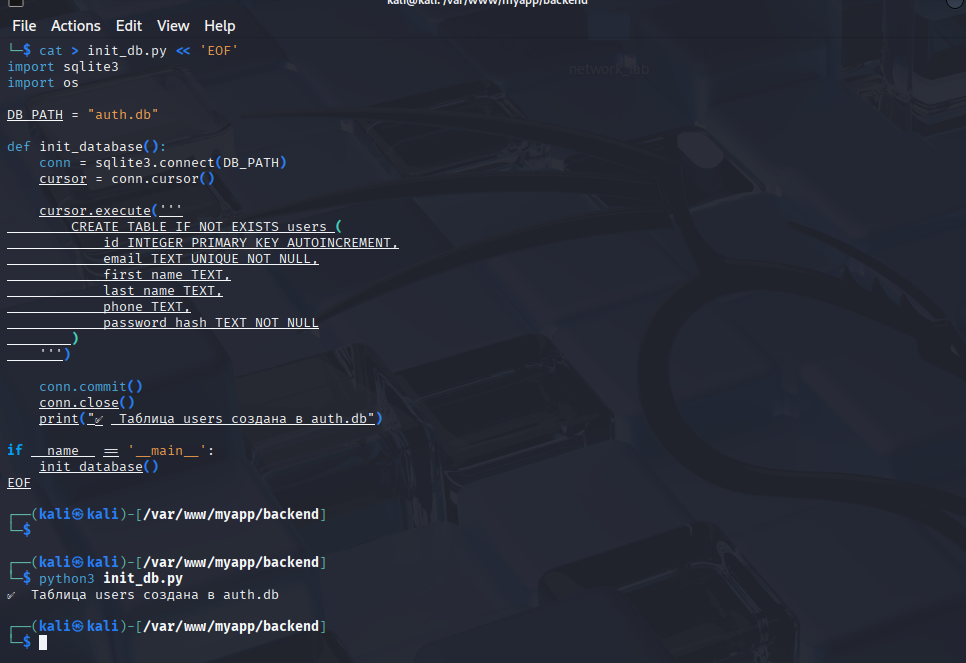 kali@kali: /var/www/myapp/backend
File Actions Edit View Help
└─$ cat > init_db.py << 'EOF'
import sqlite3
import os
DB_PATH = "auth.db"
def init_database():
    conn = sqlite3.connect(DB_PATH)
    cursor = conn.cursor()
    cursor.execute('''
        CREATE TABLE IF NOT EXISTS users (
            id INTEGER PRIMARY KEY AUTOINCREMENT,
            email TEXT UNIQUE NOT NULL,
            first_name TEXT,
            last_name TEXT,
            phone TEXT,
            password_hash TEXT NOT NULL
        )
    ''')
    conn.commit()
    conn.close()
    print("✅ Таблица users создана в auth.db")
if __name__ == '__main__':
    init_database()
EOF
┌──(kali㉿kali)-[/var/www/myapp/backend]
└─$
┌──(kali㉿kali)-[/var/www/myapp/backend]
└─$ python3 init_db.py
✅ Таблица users создана в auth.db
┌──(kali㉿kali)-[/var/www/myapp/backend]
└─$